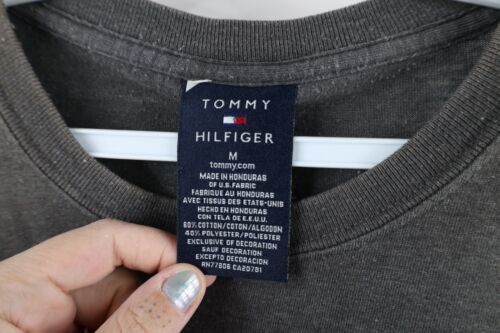 TOMMY
HILFIGER
M
tommy.com
MADE IN HONDURAS
OF U.S. FABRIC
FABRIQUE AU HONDURAS
AVEC TISSUS DES ETATS-UNIS
HECHO EN HONDURAS
CON TELA DE E.E.U.U.
60% COTTON/COTON/ALGODON
40% POLYESTER/POLIESTER
EXCLUSIVE OF DECORATION
SAUF DECORATION
EXCEPTO DECORACION
RN77806 CA20781